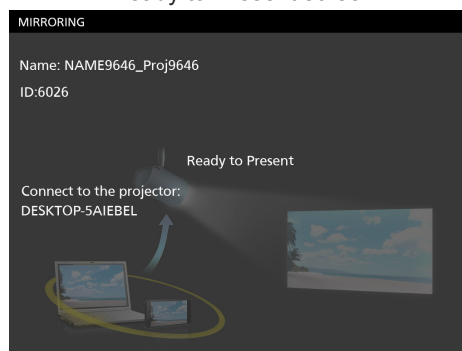 MIRRORING
Name: NAME9646_Proj9646
ID:6026
Ready to Present
Connect to the projector:
DESKTOP-5AIEBEL